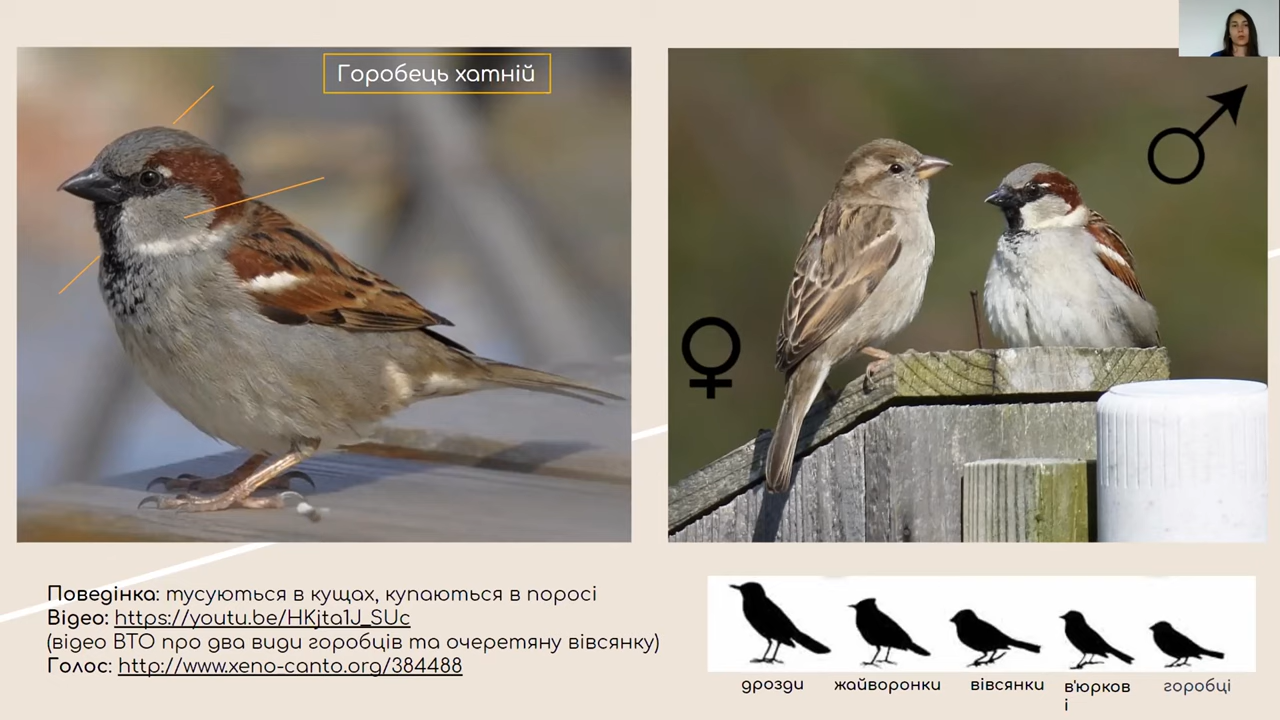 Горобець хатній
Поведінка: тусуються в кущах, купаються в поросі
Відео: https://youtu.be/HKjta1J_SUc
(відео ВТО про два види горобців та очеретяну вівсянку)
Голос: http://www.xeno-canto.org/384488
дрозди жайворонки вівсянки в'юрков горобці
і